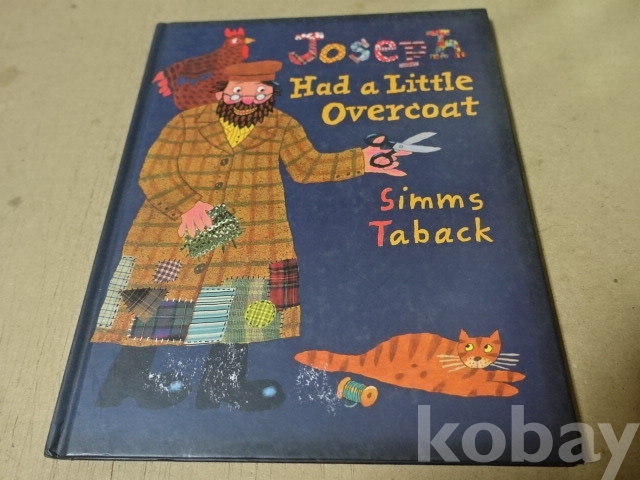 Joseph
Had a Little
Overcoat
Simms
Taback
kobay